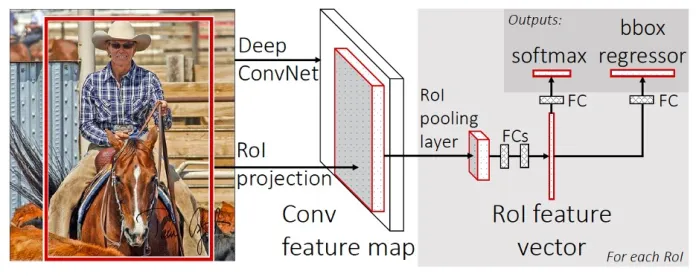 Deep
ConvNet
RoI
projection
Conv
feature map
RoI
pooling
layer
FCs
RoI feature
vector
Outputs:
softmax
bbox
regressor
FC
FC
For each RoI